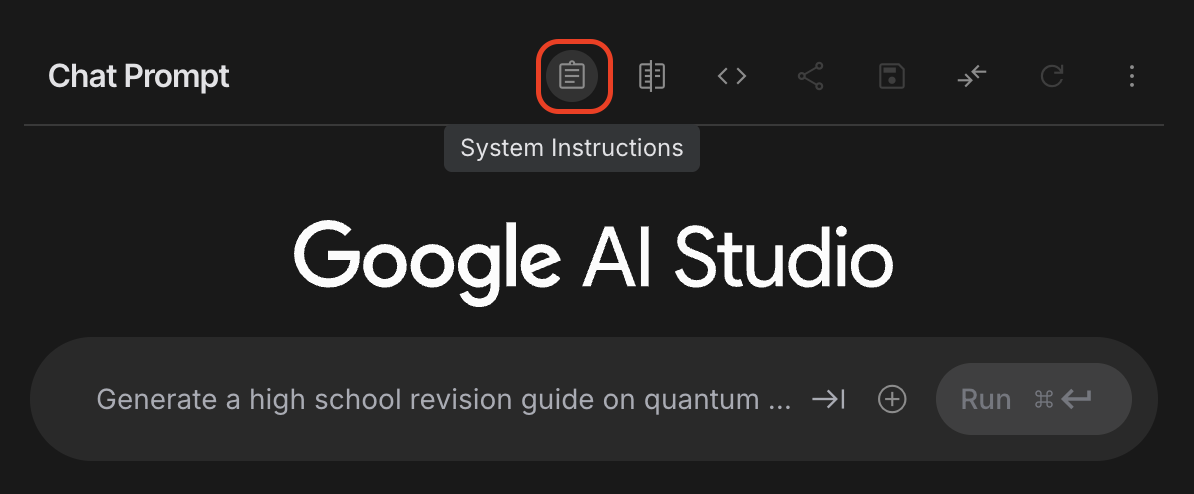 Chat Prompt
System Instructions
Google AI Studio
Generate a high school revision guide on quantum ...
Run ⌘↵